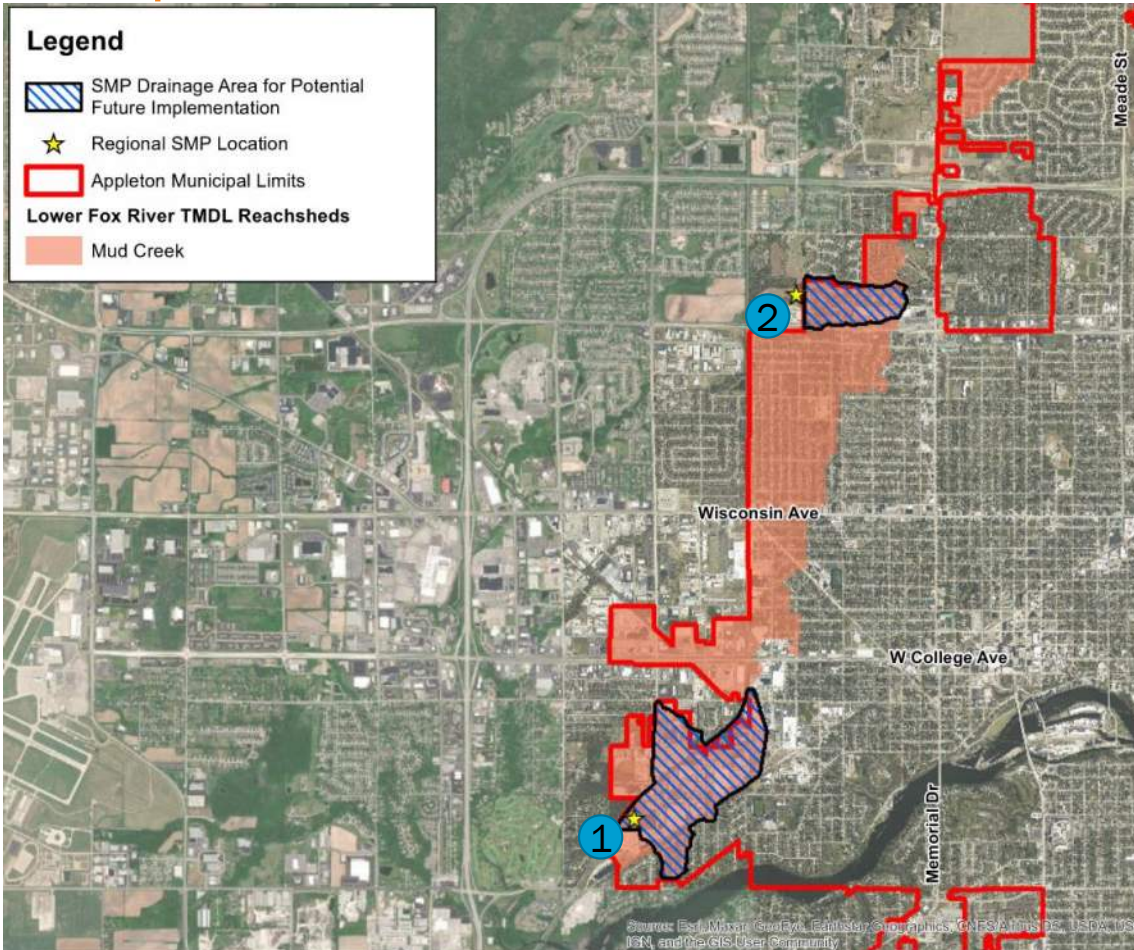 Legend
SMP Drainage Area for Potential
Future Implementation
Regional SMP Location
Appleton Municipal Limits
Lower Fox River TMDL Reachsheds
Mud Creek
Meade St
2
Wisconsin Ave
W College Ave
1
Memorial Dr
Source: Esri, Maxar, GeoEye, Earthstar Geographics, CNES/Airbus DS, USDA, US
IGN, and the GIS User Community